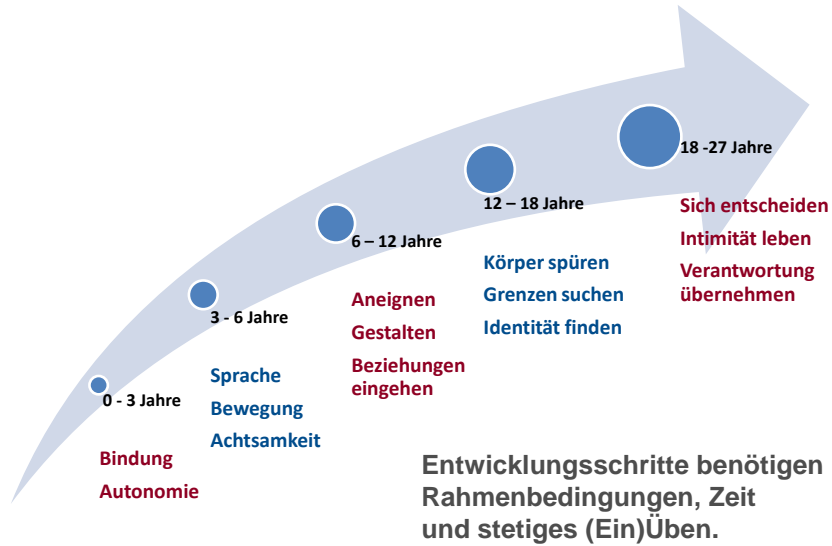 0 - 3 Jahre
Bindung
Autonomie
3 - 6 Jahre
Sprache
Bewegung
Achtsamkeit
6 – 12 Jahre
Aneignen
Gestalten
Beziehungen
eingehen
12 – 18 Jahre
Körper spüren
Grenzen suchen
Identität finden
18 -27 Jahre
Sich entscheiden
Intimität leben
Verantwortung
übernehmen
Entwicklungsschritte benötigen
Rahmenbedingungen, Zeit
und stetiges (Ein)Üben.